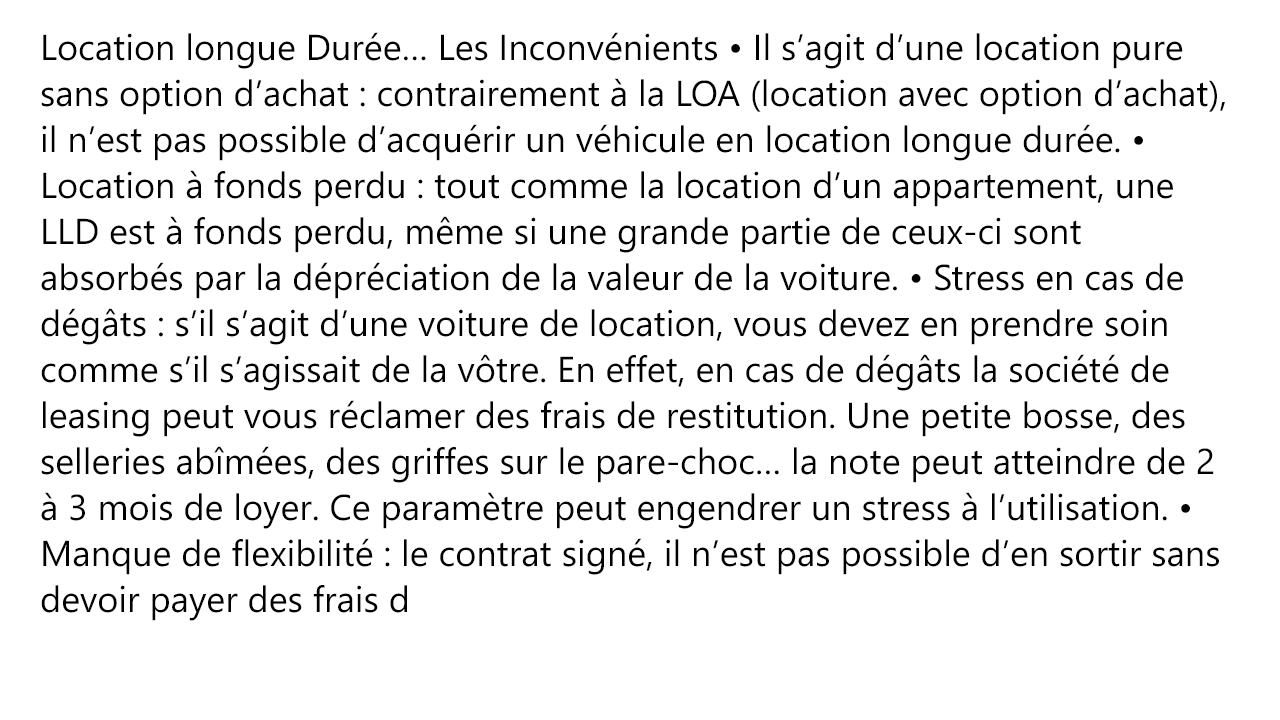 Location longue Durée... Les Inconvénients • Il s’agit d’une location pure
sans option d’achat : contrairement à la LOA (location avec option d’achat),
il n’est pas possible d’acquérir un véhicule en location longue durée. •
Location à fonds perdu : tout comme la location d’un appartement, une
LLD est à fonds perdu, même si une grande partie de ceux-ci sont
absorbés par la dépréciation de la valeur de la voiture. • Stress en cas de
dégâts : s’il s’agit d’une voiture de location, vous devez en prendre soin
comme s’il s’agissait de la vôtre. En effet, en cas de dégâts la société de
leasing peut vous réclamer des frais de restitution. Une petite bosse, des
selleries abîmées, des griffes sur le pare-choc... la note peut atteindre de 2
à 3 mois de loyer. Ce paramètre peut engendrer un stress à l’utilisation. •
Manque de flexibilité : le contrat signé, il n’est pas possible d’en sortir sans
devoir payer des frais d